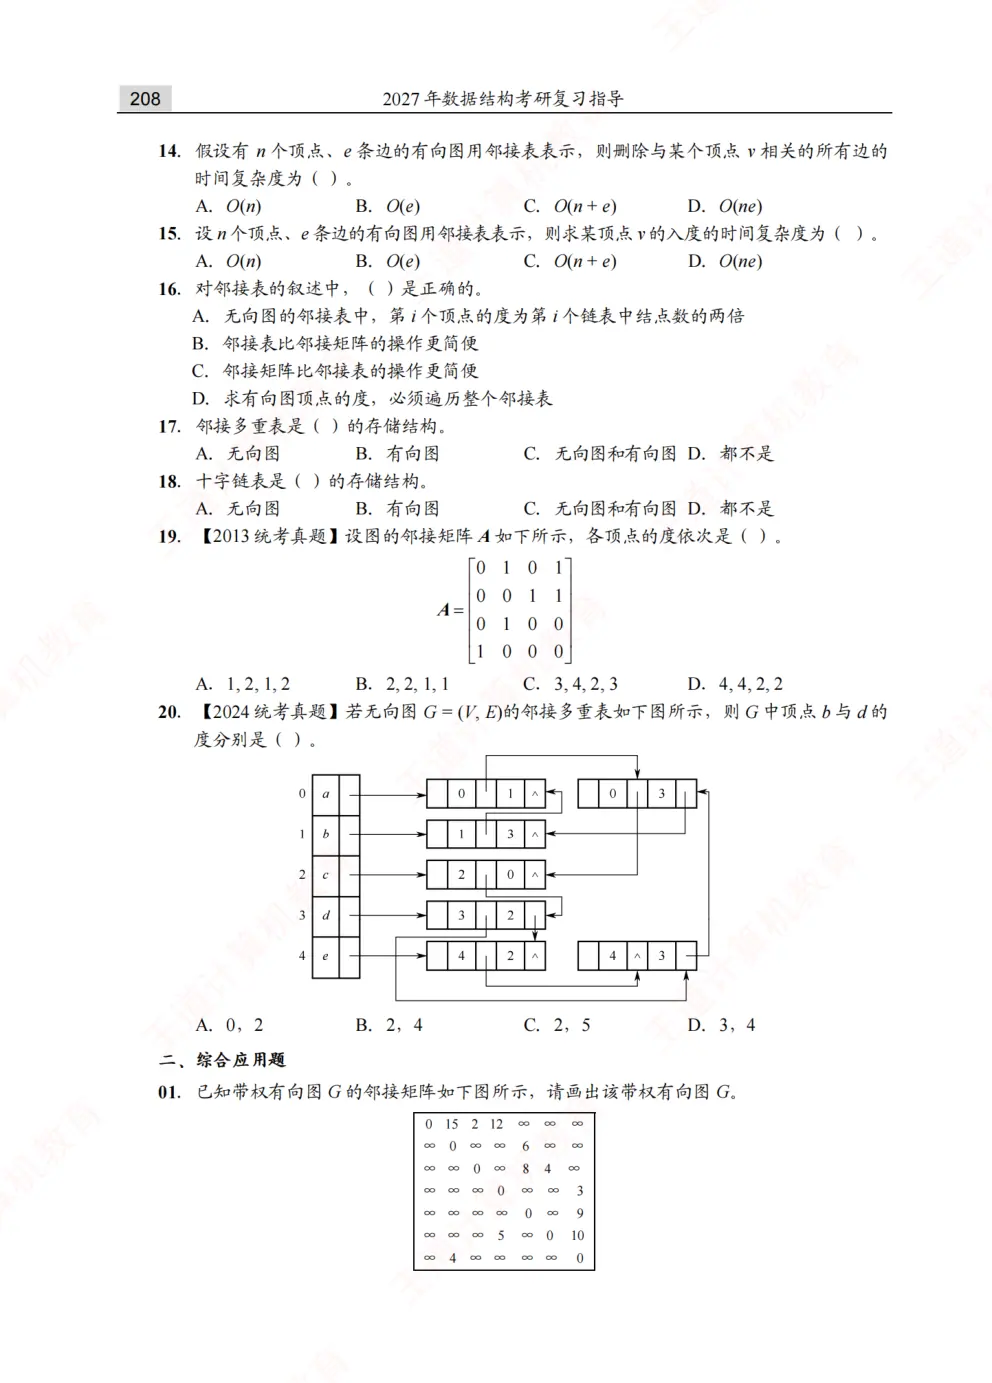 208
2027年数据结构考研复习指导
14. 假设有 n 个顶点、e 条边的有向图用邻接表表示，则删除与某个顶点 v 相关的所有边的
时间复杂度为（ ）。
A. O(n) B. O(e) C. O(n + e) D. O(ne)
15. 设 n 个顶点、e 条边的有向图用邻接表表示，则求某顶点 v 的入度的时间复杂度为（ ）。
A. O(n) B. O(e) C. O(n + e) D. O(ne)
16. 对邻接表的叙述中，（ ）是正确的。
A. 无向图的邻接表中，第 i 个顶点的度为第 i 个链表中结点数的两倍
B. 邻接表比邻接矩阵的操作更简便
C. 邻接矩阵比邻接表的操作更简便
D. 求有向图顶点的度，必须遍历整个邻接表
17. 邻接多重表是（ ）的存储结构。
A. 无向图 B. 有向图 C. 无向图和有向图 D. 都不是
18. 十字链表是（ ）的存储结构。
A. 无向图 B. 有向图 C. 无向图和有向图 D. 都不是
19. 【2013 统考真题】设图的邻接矩阵 A 如下所示，各顶点的度依次是（ ）。
0 1 0 1
0 0 1 1
A =
0 1 0 0
1 0 0 0
A. 1, 2, 1, 2 B. 2, 2, 1, 1 C. 3, 4, 2, 3 D. 4, 4, 2, 2
20. 【2024 统考真题】若无向图 G = (V, E)的邻接多重表如下图所示，则 G 中顶点 b 与 d 的
度分别是（ ）。
0 a 0 1 ^ 0 3
1 b 1 3 ^
2 c 2 0 ^
3 d 3 2
4 e 4 2 ^ 4 ^ 3
A. 0，2 B. 2，4 C. 2，5 D. 3，4
二、综合应用题
01. 已知带权有向图 G 的邻接矩阵如下图所示，请画出该带权有向图 G。
0 15 2 12 ∞ ∞ ∞
∞ 0 ∞ ∞ 6 ∞ ∞
∞ ∞ 0 ∞ 8 4 ∞
∞ ∞ ∞ 0 ∞ ∞ 3
∞ ∞ ∞ ∞ 0 ∞ 9
∞ ∞ ∞ 5 ∞ 0 10
∞ 4 ∞ ∞ ∞ ∞ 0
王道计算机教育